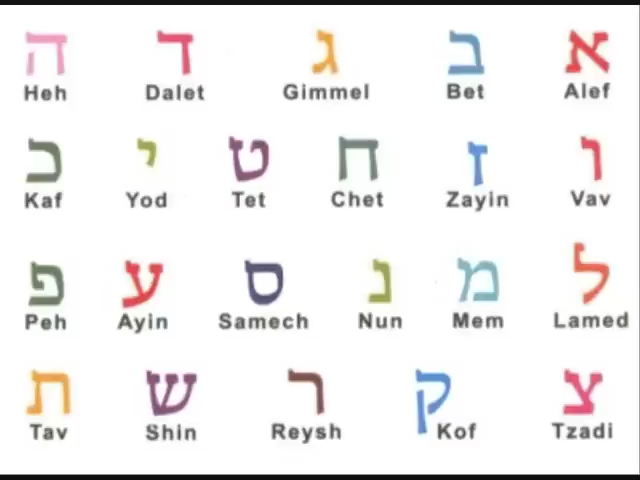 א ב ג ד ה
Alef Bet Gimmel Dalet Heh
ו ז ח ט י כ
Vav Zayin Chet Tet Yod Kaf
ל מ נ ס ע פ
Lamed Mem Nun Samech Ayin Peh
צ ק ר ש ת
Tzadi Kof Reysh Shin Tav